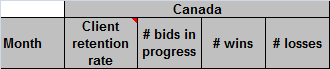 Canada
Month
Client
retention
rate
# bids in
progress
# wins
# losses